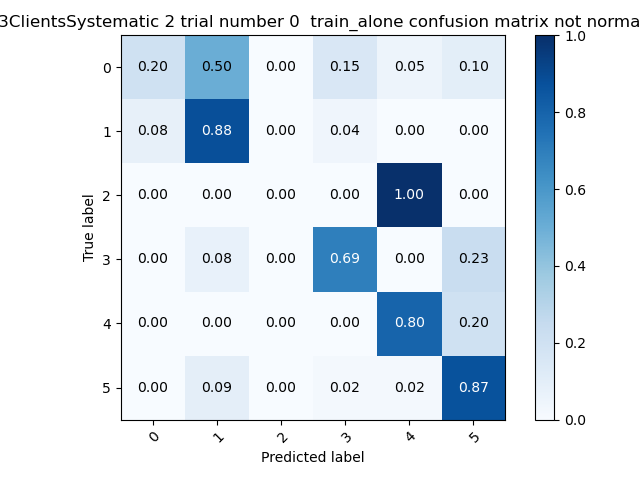 3ClientsSystematic 2 trial number 0 train_alone confusion matrix not norma
1.0
0 0.20 0.50 0.00 0.15 0.05 0.10
1 0.08 0.88 0.00 0.04 0.00 0.00
0.8
2 0.00 0.00 0.00 0.00 1.00 0.00
0.6
True label
3 0.00 0.08 0.00 0.69 0.00 0.23
0.4
4 0.00 0.00 0.00 0.00 0.80 0.20
0.2
5 0.00 0.09 0.00 0.02 0.02 0.87
0.0
0 1 2 3 4 5
Predicted label